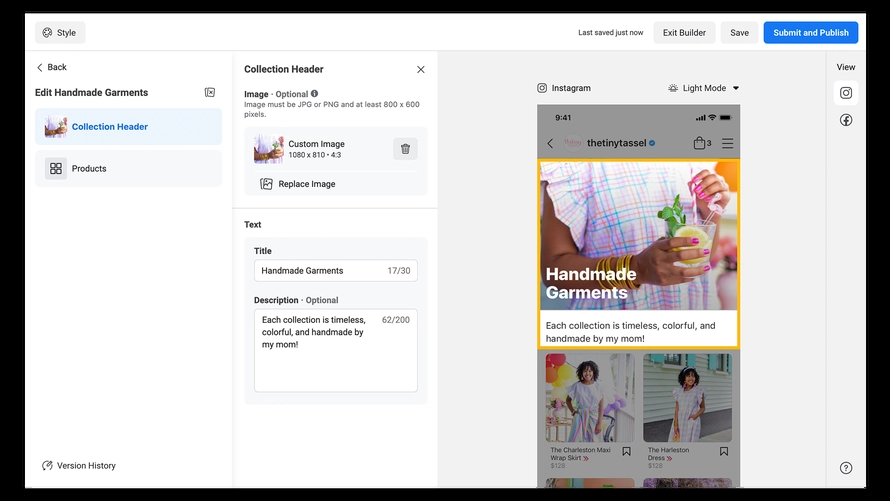 Style
Last saved just now
Exit Builder
Save
Submit and Publish
Back
Edit Handmade Garments
Collection Header
Products
Version History
Collection Header
Image · Optional
Image must be JPG or PNG and at least 800 x 600
pixels.
Custom Image
1080 x 810 • 4:3
Replace Image
Text
Title
Handmade Garments 17/30
Description · Optional
Each collection is timeless, 62/200
colorful, and handmade by
my mom!
Instagram
Light Mode
9:41
thetinytassel
3
Handmade
Garments
Each collection is timeless, colorful, and
handmade by my mom!
The Charleston Maxi
Wrap Skirt
$128
The Harleston
Dress
$128
View